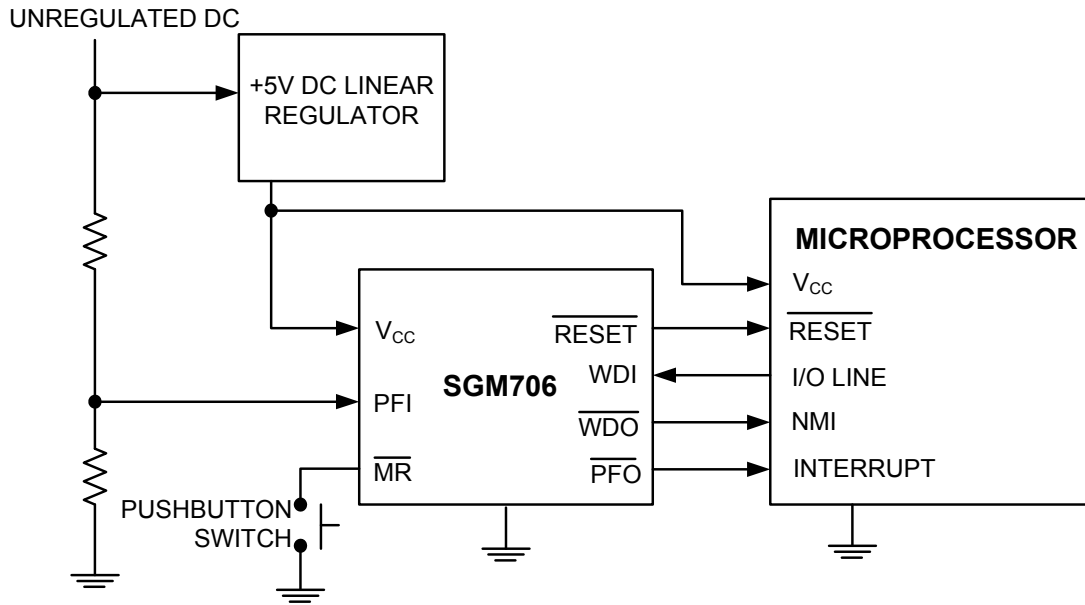 UNREGULATED DC
+5V DC LINEAR
REGULATOR
MICROPROCESSOR
VCC
RESET
I/O LINE
NMI
INTERRUPT
SGM706
VCC
PFI
MR
RESET
WDI
WDO
PFO
PUSHBUTTON
SWITCH